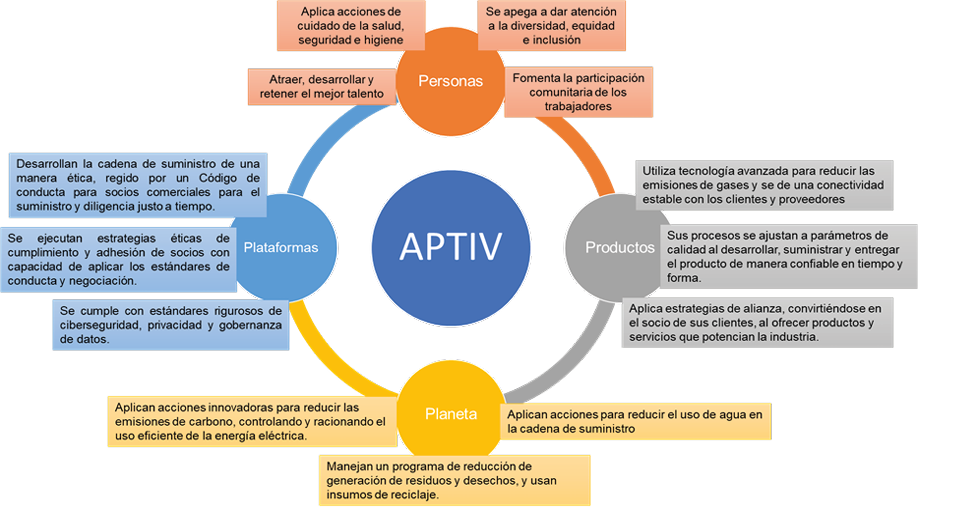 Aplica acciones de
cuidado de la salud,
seguridad e higiene
Se apega a dar atención
a la diversidad, equidad
e inclusión
Atraer, desarrollar y
retener el mejor talento
Personas
Fomenta la participación
comunitaria de los
trabajadores
Desarrollan la cadena de suministro de una
manera ética, regido por un Código de
conducta para socios comerciales para el
suministro y diligencia justo a tiempo.
Se ejecutan estrategias éticas de
cumplimiento y adhesión de socios con
capacidad de aplicar los estándares de
conducta y negociación.
Se cumple con estándares rigurosos de
ciberseguridad, privacidad y gobernanza
de datos.
Plataformas
APTIV
Productos
Utiliza tecnología avanzada para reducir las
emisiones de gases y se de una conectividad
estable con los clientes y proveedores
Sus procesos se ajustan a parámetros de
calidad al desarrollar, suministrar y entregar
el producto de manera confiable en tiempo y
forma.
Aplica estrategias de alianza, convirtiéndose en
el socio de sus clientes, al ofrecer productos y
servicios que potencian la industria.
Aplican acciones innovadoras para reducir las
emisiones de carbono, controlando y racionando el
uso eficiente de la energía eléctrica.
Planeta
Aplican acciones para reducir el uso de agua en
la cadena de suministro
Manejan un programa de reducción de
generación de residuos y desechos, y usan
insumos de reciclaje.